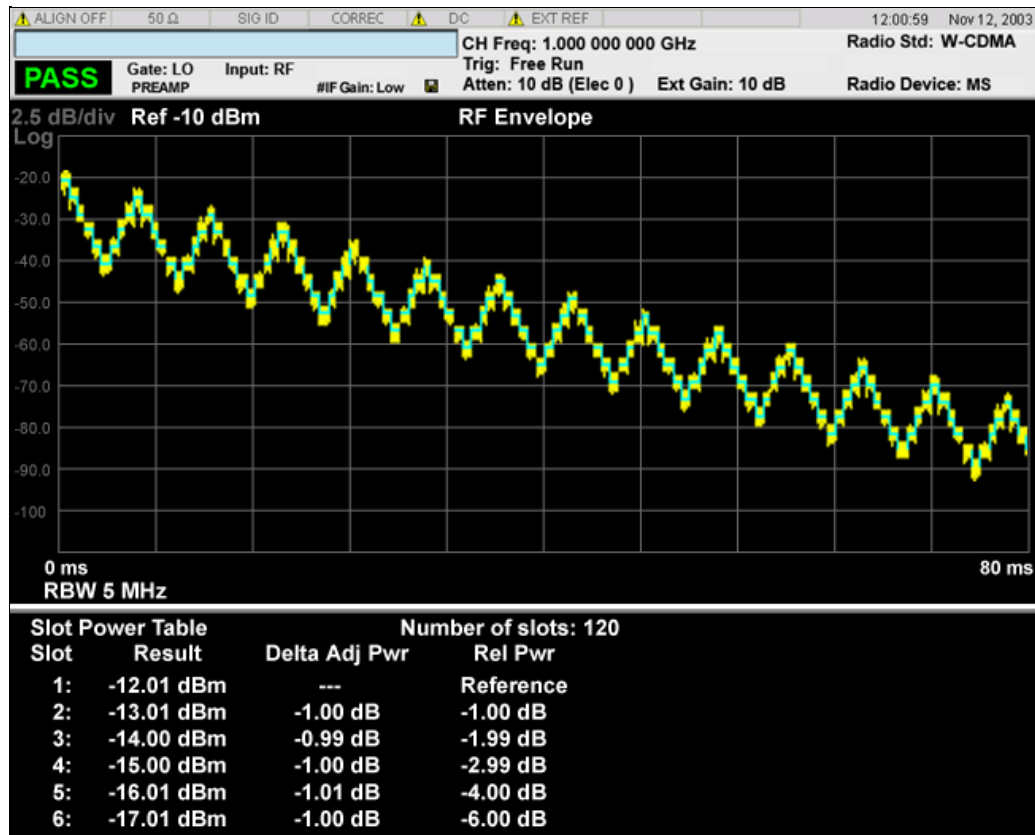 ALIGN OFF 50 Ω SIG ID CORREC DC EXT REF 12:00:59 Nov 12, 2003
CH Freq: 1.000 000 000 GHz Radio Std: W-CDMA
PASS Gate: LO Input: RF Trig: Free Run
PREAMP #IF Gain: Low Atten: 10 dB (Elec 0 ) Ext Gain: 10 dB Radio Device: MS
2.5 dB/div Ref -10 dBm RF Envelope
Log
-20.0
-30.0
-40.0
-50.0
-60.0
-70.0
-80.0
-90.0
-100
0 ms 80 ms
RBW 5 MHz
Slot Power Table Number of slots: 120
Slot Result Delta Adj Pwr Rel Pwr
1: -12.01 dBm --- Reference
2: -13.01 dBm -1.00 dB -1.00 dB
3: -14.00 dBm -0.99 dB -1.99 dB
4: -15.00 dBm -1.00 dB -2.99 dB
5: -16.01 dBm -1.01 dB -4.00 dB
6: -17.01 dBm -1.00 dB -6.00 dB